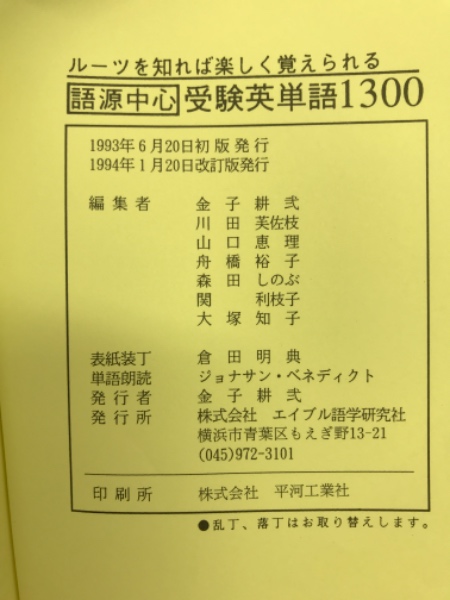 ルーツを知れば楽しく覚えられる
語源中心 受験英単語1300
1993年6月20日初版発行
1994年1月20日改訂版発行
編集者 金子耕弐
川田芙佐枝
山口恵理
舟橋裕子
森田しのぶ
関 利枝子
大塚知子
表紙装丁 倉田明典
単語朗読 ジョナサン・ベネディクト
発行者 金子耕弐
発行所 株式会社 エイブル語学研究社
横浜市青葉区もえぎ野13-21
(045)972-3101
印刷所 株式会社 平河工業社
●乱丁、落丁はお取り替えします。